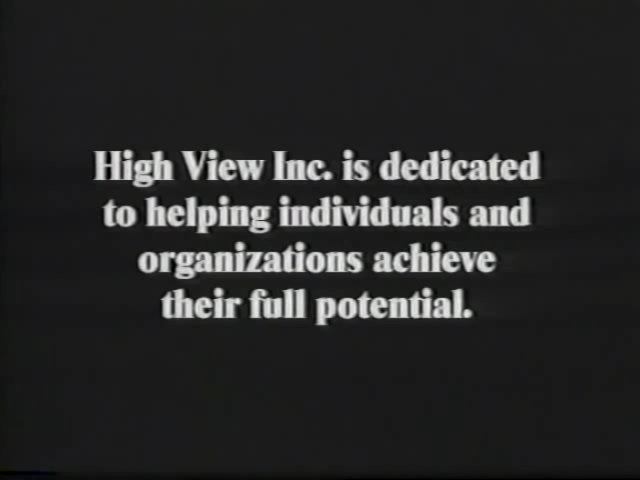 High View Inc. is dedicated
to helping individuals and
organizations achieve
their full potential.